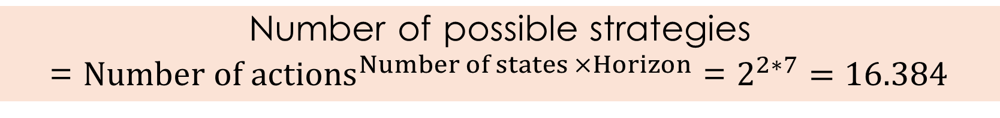 Number of possible strategies
= Number of actions^Number of states ×Horizon = 2^2∗7 = 16.384